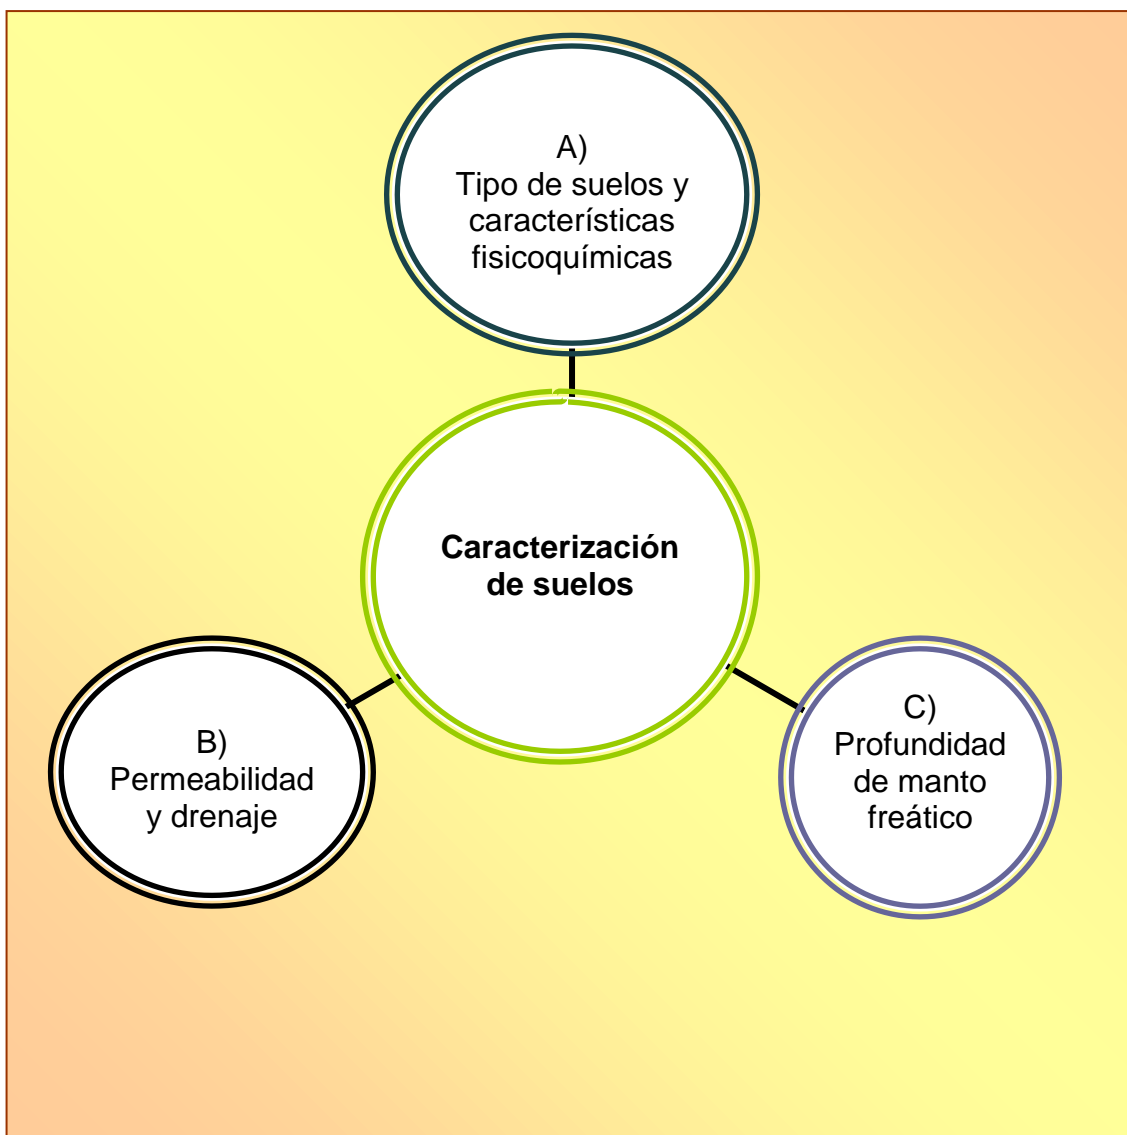 A)
Tipo de suelos y
características
fisicoquímicas
Caracterización
de suelos
B)
Permeabilidad
y drenaje
C)
Profundidad
de manto
freático